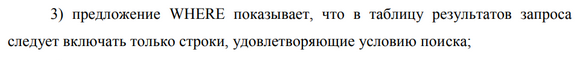 3) предложение WHERE показывает, что в таблицу результатов запроса
следует включать только строки, удовлетворяющие условию поиска;